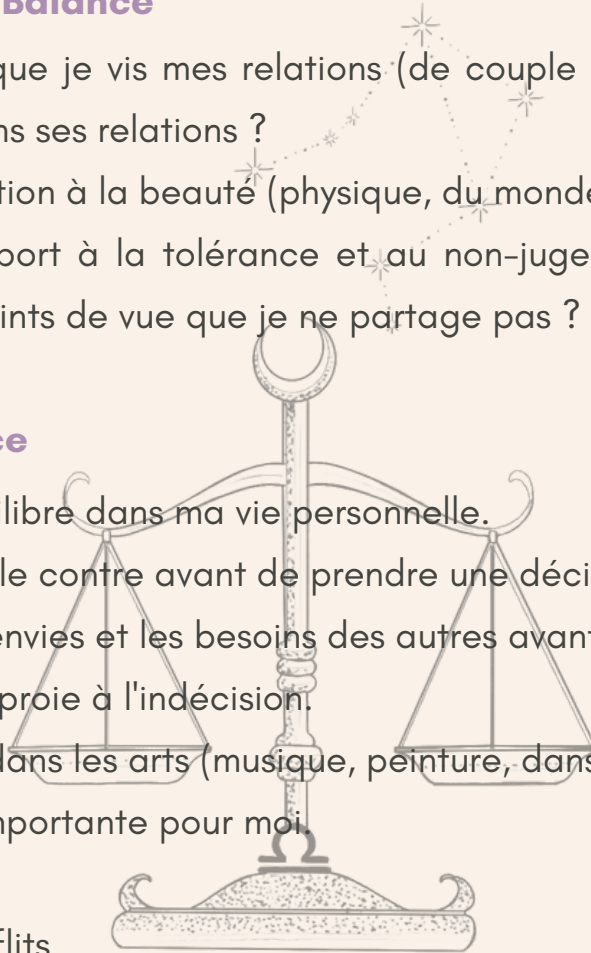 Balance
que je vis mes relations (de couple
ns ses relations ?
tion à la beauté (physique, du monde
port à la tolérance et au non-juge
ints de vue que je ne partage pas ?
ce
ilibre dans ma vie personnelle.
le contre avant de prendre une déci
envies et les besoins des autres avant
proie à l'indécision.
dans les arts (musique, peinture, dans
mportante pour moi.
flits